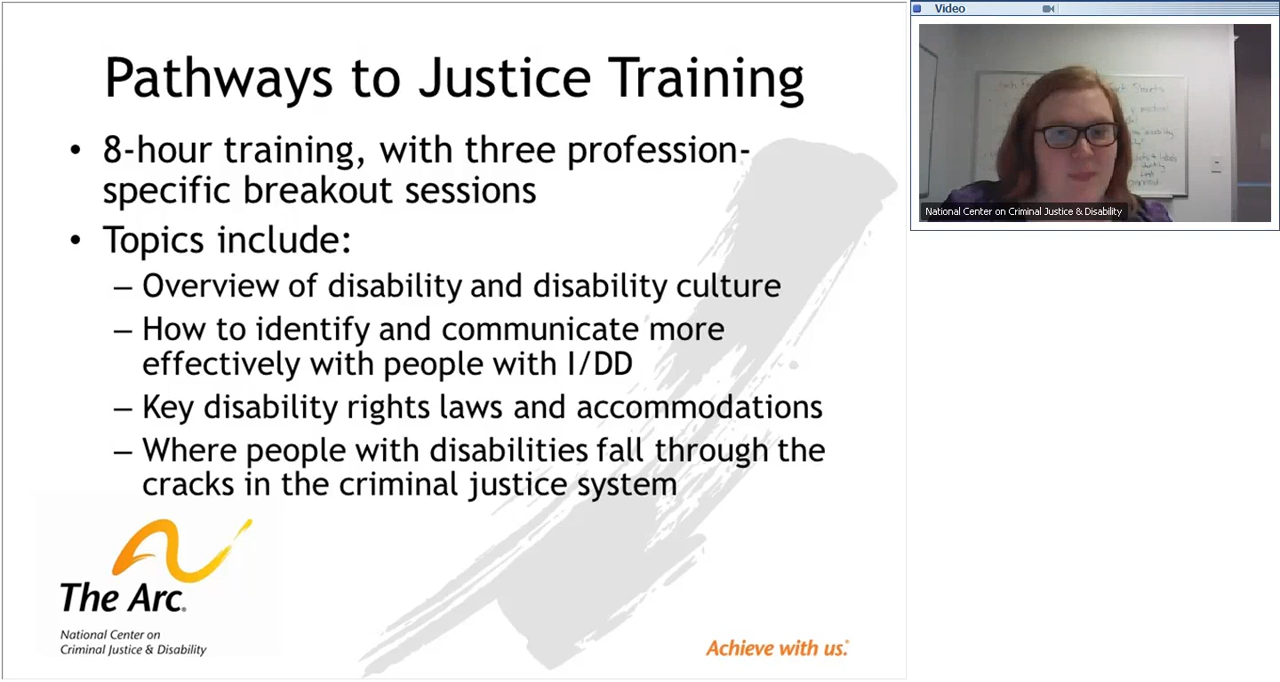 Pathways to Justice Training
• 8-hour training, with three profession-
specific breakout sessions
• Topics include:
– Overview of disability and disability culture
– How to identify and communicate more
effectively with people with I/DD
– Key disability rights laws and accommodations
– Where people with disabilities fall through the
cracks in the criminal justice system
The Arc®
National Center on
Criminal Justice & Disability
Achieve with us.®
Video
Sheets
National Center on Criminal Justice & Disability